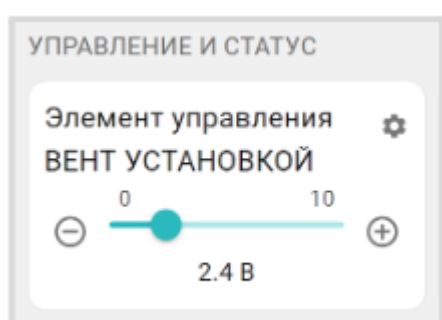 УПРАВЛЕНИЕ И СТАТУС
Элемент управления
ВЕНТ УСТАНОВКОЙ
0 10
2.4 В